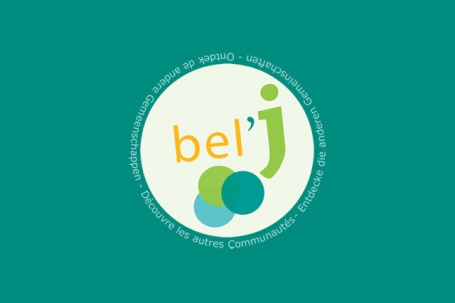 bel'j
Ontdek de andere Gemeenschappen - Découvre les autres Communautés - Entdecke die anderen Gemeinschaften -